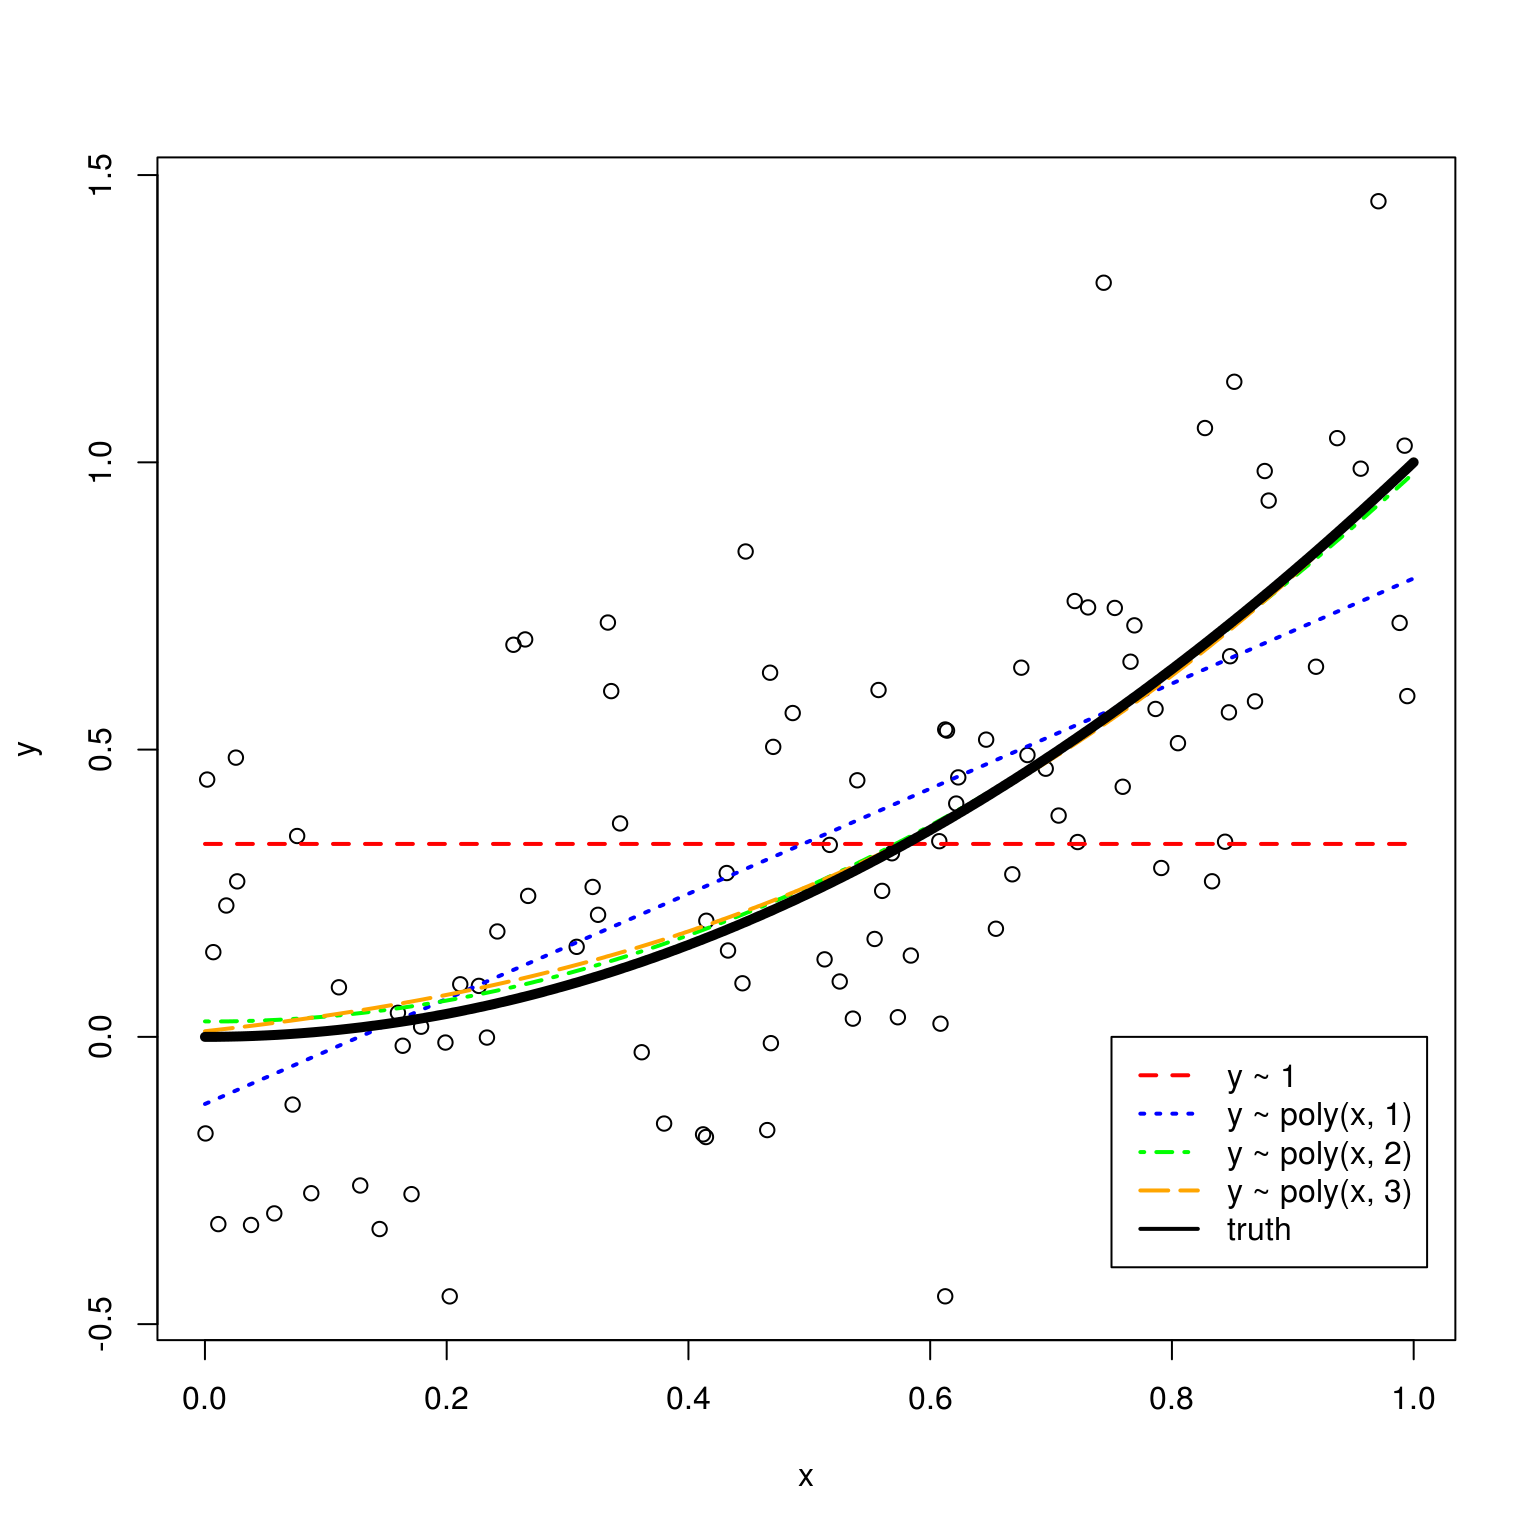 1.5
1.0
0.5
0.0
-0.5
y
0.0 0.2 0.4 0.6 0.8 1.0
x
y ~ 1
y ~ poly(x, 1)
y ~ poly(x, 2)
y ~ poly(x, 3)
truth